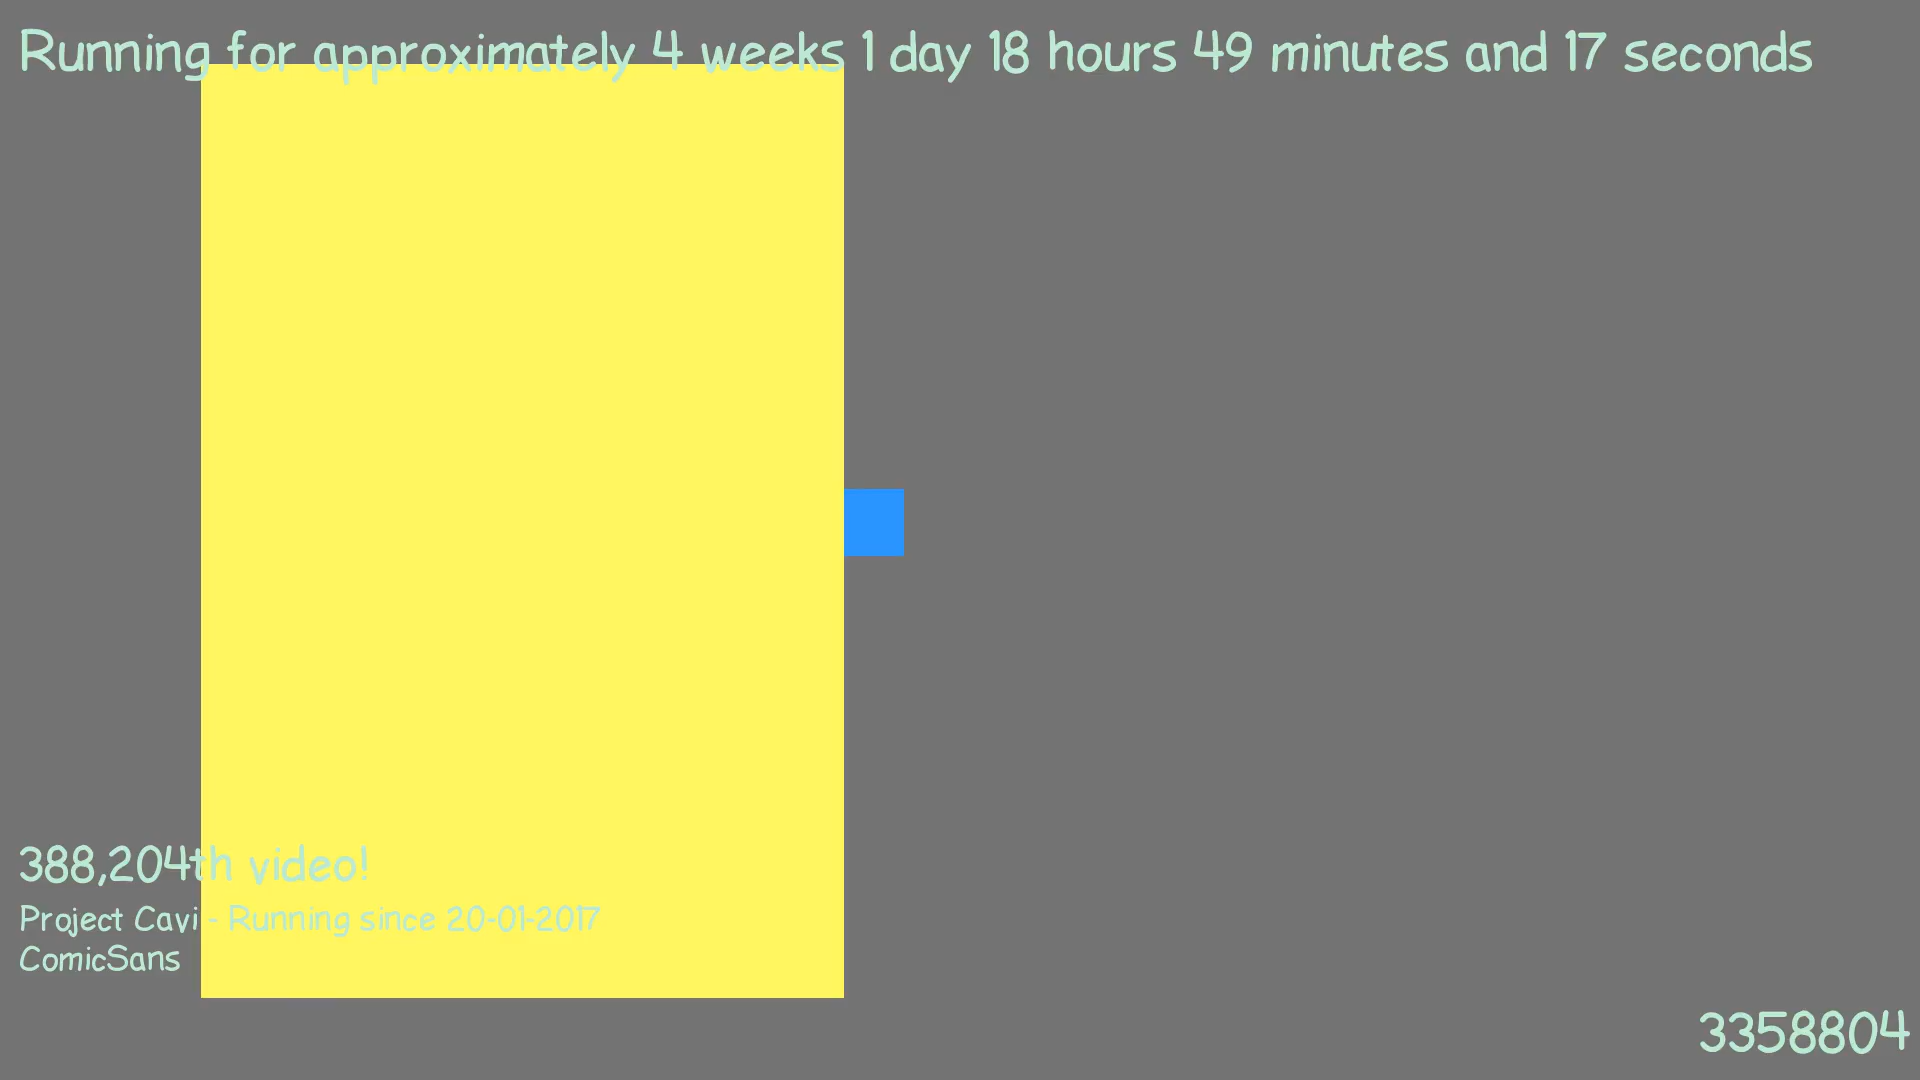 Running for approximately 4 weeks 1 day 18 hours 49 minutes and 17 seconds
388,204th video!
Project Cavi - Running since 20-01-2017
ComicSans
3358804